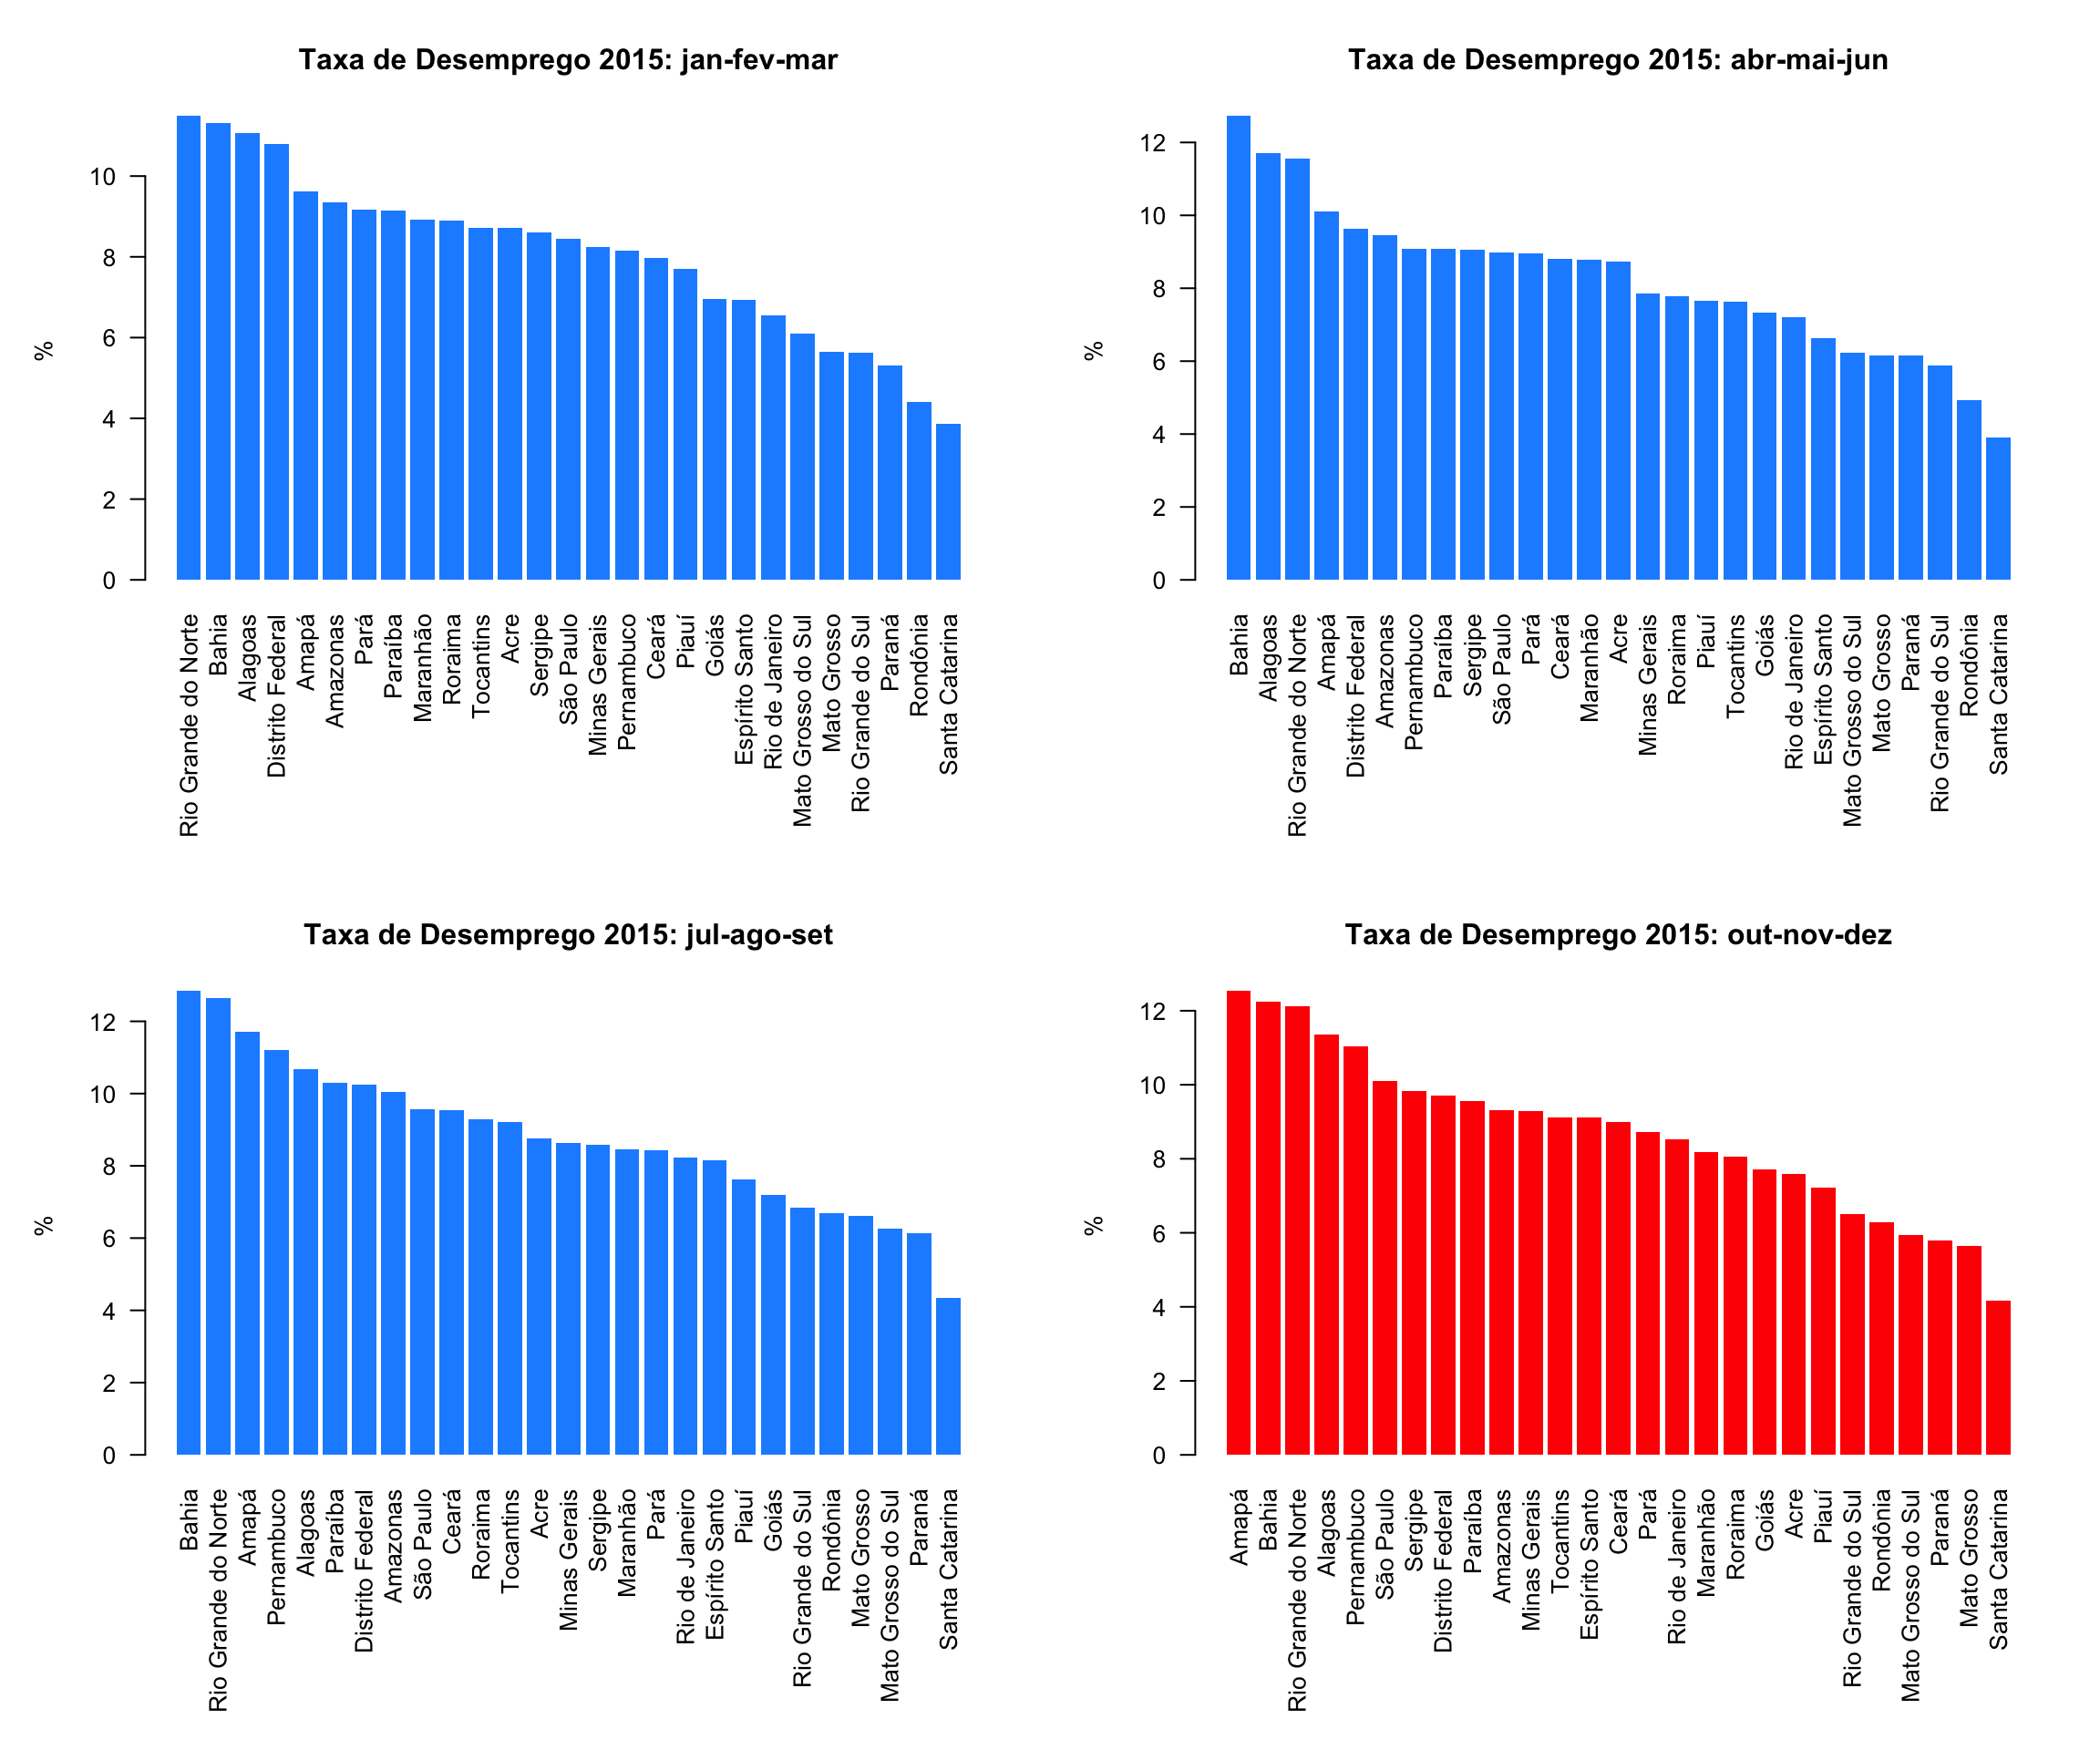 Taxa de Desemprego 2015: jan-fev-mar
%
10
8
6
4
2
0
Rio Grande do Norte
Bahia
Alagoas
Distrito Federal
Amapá
Amazonas
Pará
Paraíba
Maranhão
Roraima
Tocantins
Acre
Sergipe
São Paulo
Minas Gerais
Pernambuco
Ceará
Piauí
Goiás
Espírito Santo
Rio de Janeiro
Mato Grosso do Sul
Mato Grosso
Rio Grande do Sul
Paraná
Rondônia
Santa Catarina
Taxa de Desemprego 2015: abr-mai-jun
%
12
10
8
6
4
2
0
Bahia
Alagoas
Rio Grande do Norte
Amapá
Distrito Federal
Amazonas
Pernambuco
Paraíba
Sergipe
São Paulo
Pará
Ceará
Maranhão
Acre
Minas Gerais
Roraima
Piauí
Tocantins
Goiás
Rio de Janeiro
Espírito Santo
Mato Grosso do Sul
Mato Grosso
Paraná
Rio Grande do Sul
Rondônia
Santa Catarina
Taxa de Desemprego 2015: jul-ago-set
%
12
10
8
6
4
2
0
Bahia
Rio Grande do Norte
Amapá
Pernambuco
Alagoas
Paraíba
Distrito Federal
Amazonas
São Paulo
Ceará
Roraima
Tocantins
Acre
Minas Gerais
Sergipe
Maranhão
Pará
Rio de Janeiro
Espírito Santo
Piauí
Goiás
Rio Grande do Sul
Rondônia
Mato Grosso
Mato Grosso do Sul
Paraná
Santa Catarina
Taxa de Desemprego 2015: out-nov-dez
%
12
10
8
6
4
2
0
Amapá
Bahia
Rio Grande do Norte
Alagoas
Pernambuco
São Paulo
Sergipe
Distrito Federal
Paraíba
Amazonas
Minas Gerais
Tocantins
Espírito Santo
Ceará
Pará
Rio de Janeiro
Maranhão
Roraima
Goiás
Acre
Piauí
Rio Grande do Sul
Rondônia
Mato Grosso do Sul
Paraná
Mato Grosso
Santa Catarina